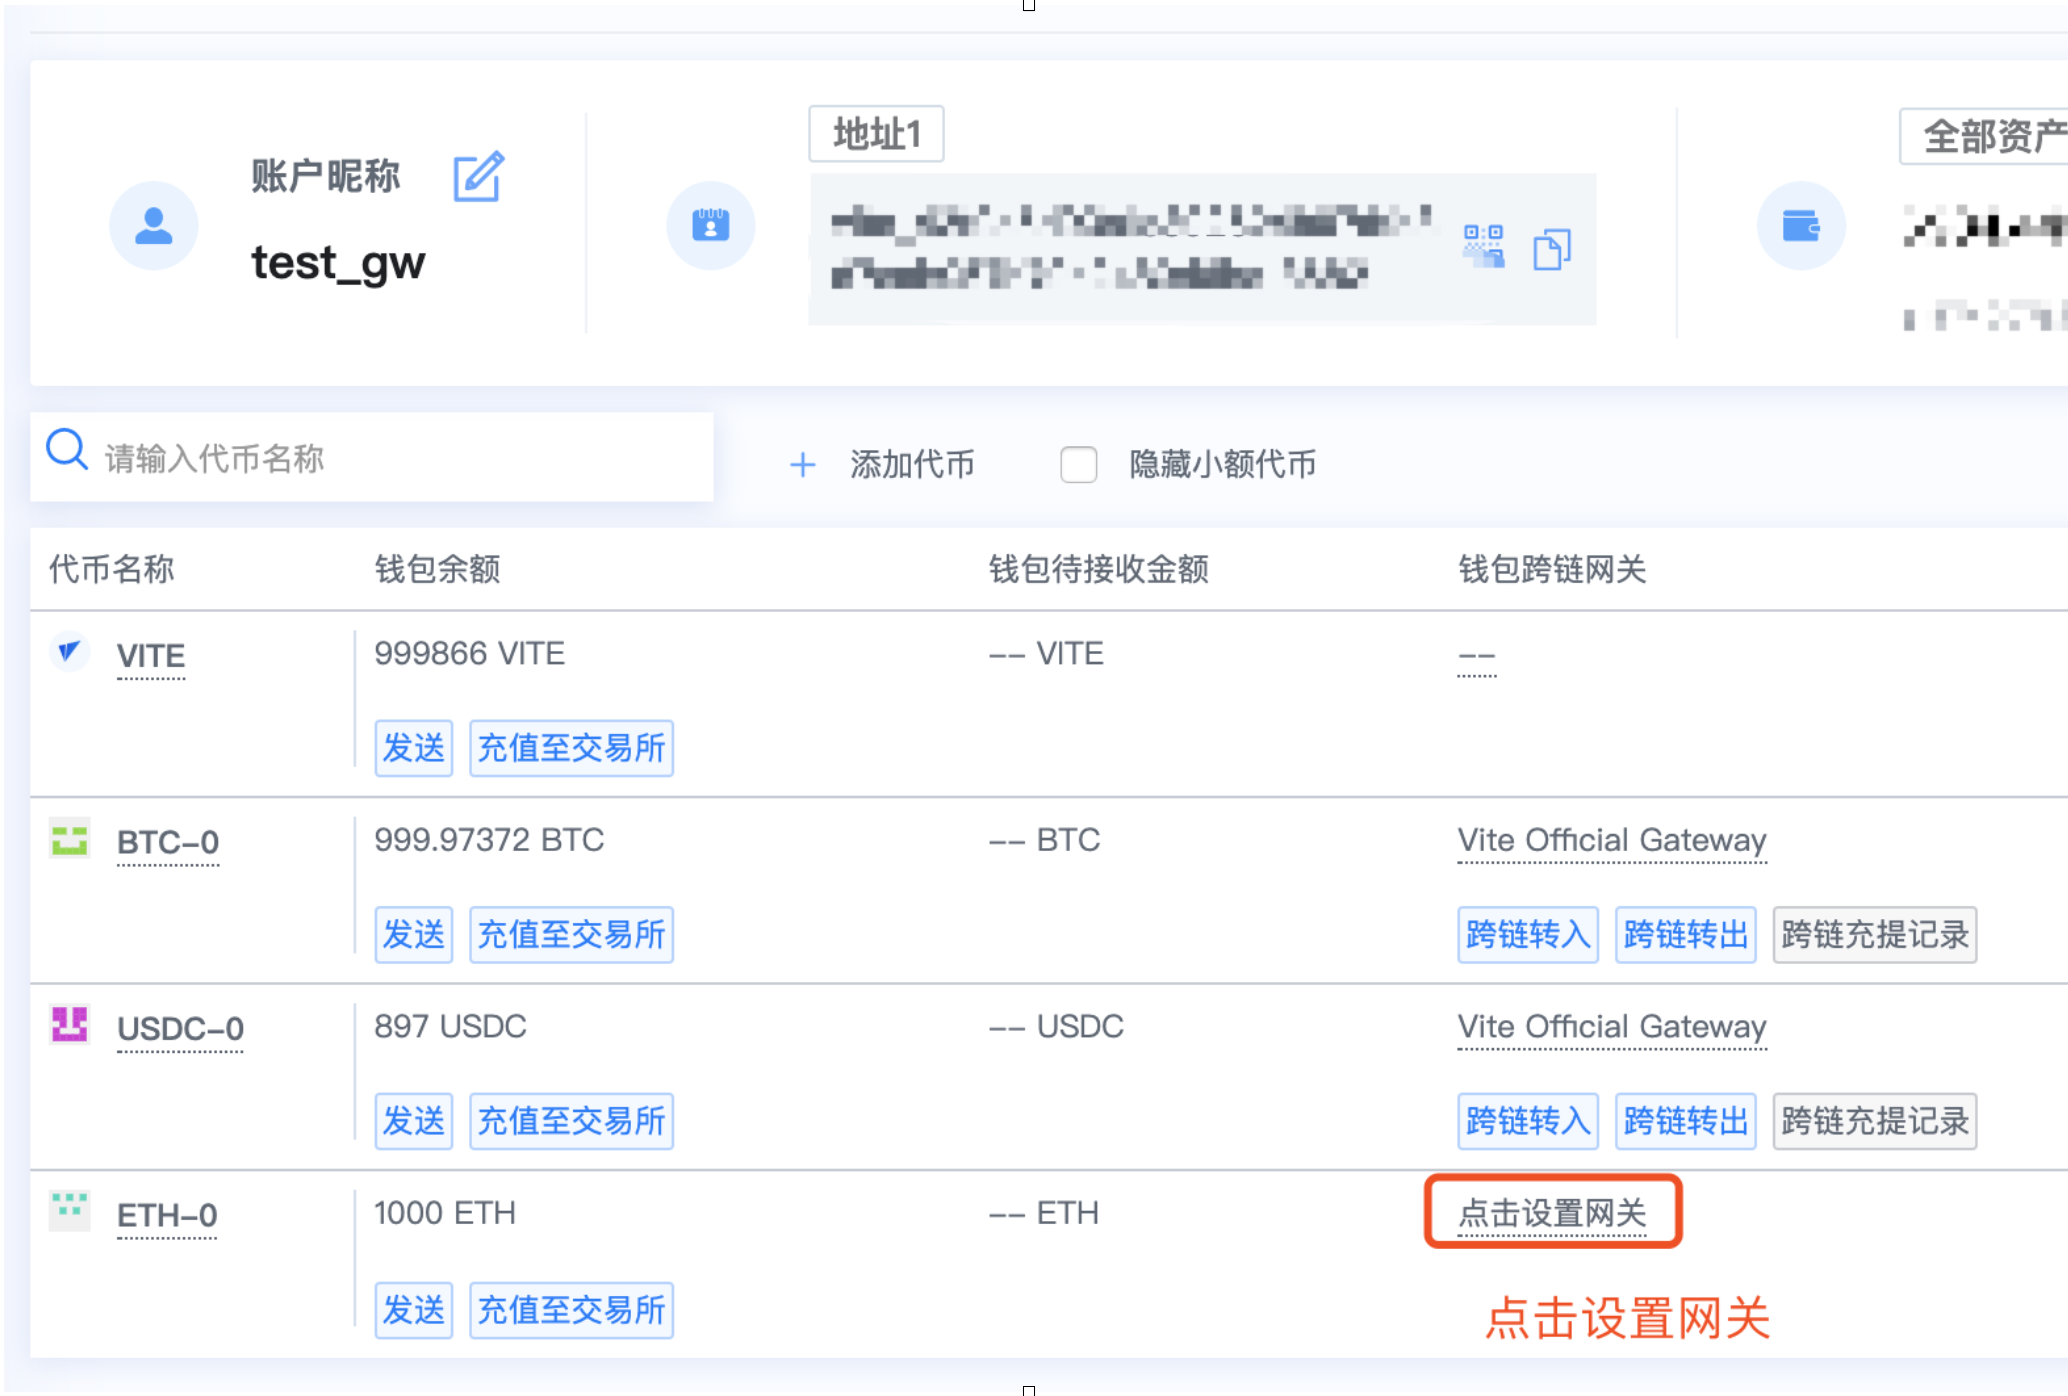 账户昵称
test_gw
地址1
全部资产
请输入代币名称
+ 添加代币
隐藏小额代币
代币名称 钱包余额 钱包待接收金额 钱包跨链网关
VITE 999866 VITE -- VITE --
发送 充值至交易所
BTC-0 999.97372 BTC -- BTC Vite Official Gateway
发送 充值至交易所 跨链转入 跨链转出 跨链充提记录
USDC-0 897 USDC -- USDC Vite Official Gateway
发送 充值至交易所 跨链转入 跨链转出 跨链充提记录
ETH-0 1000 ETH -- ETH 点击设置网关
发送 充值至交易所
点击设置网关